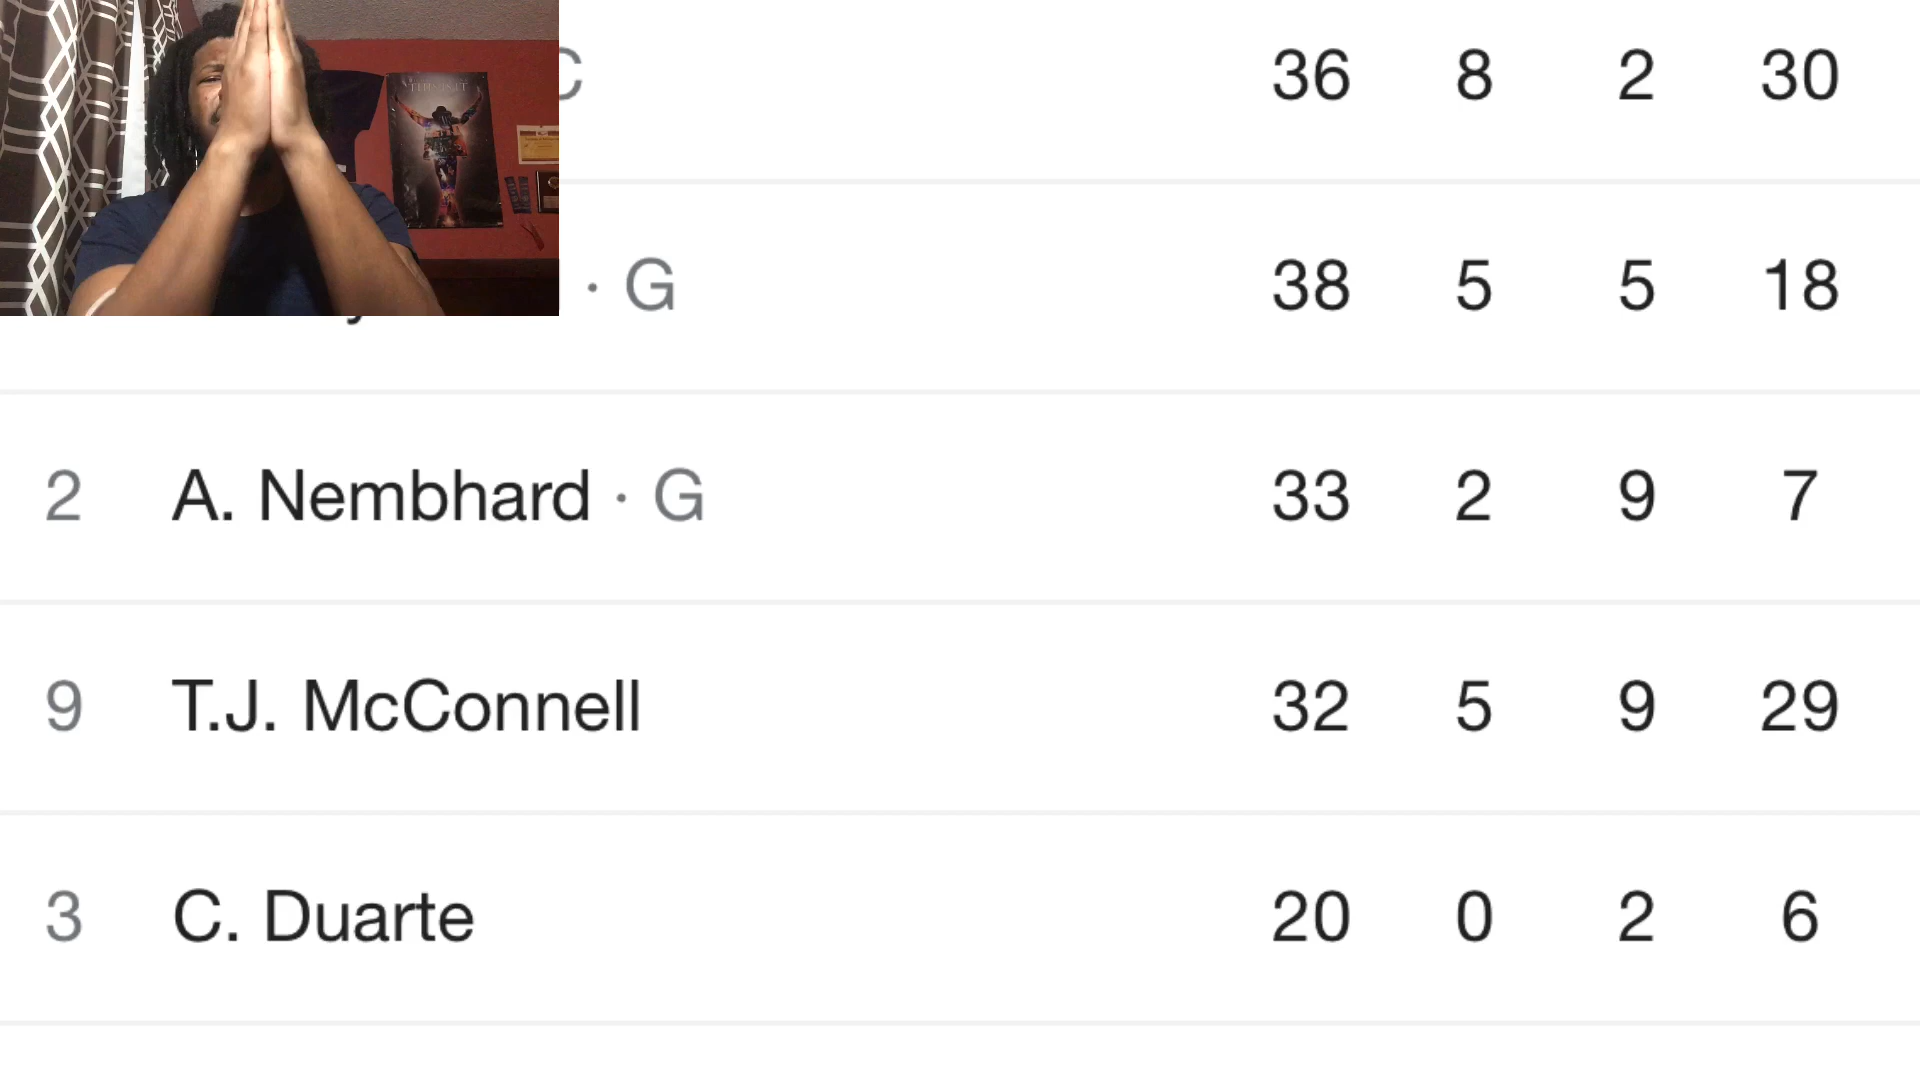 C 36 8 2 30
· G 38 5 5 18
2 A. Nembhard · G 33 2 9 7
9 T.J. McConnell 32 5 9 29
3 C. Duarte 20 0 2 6